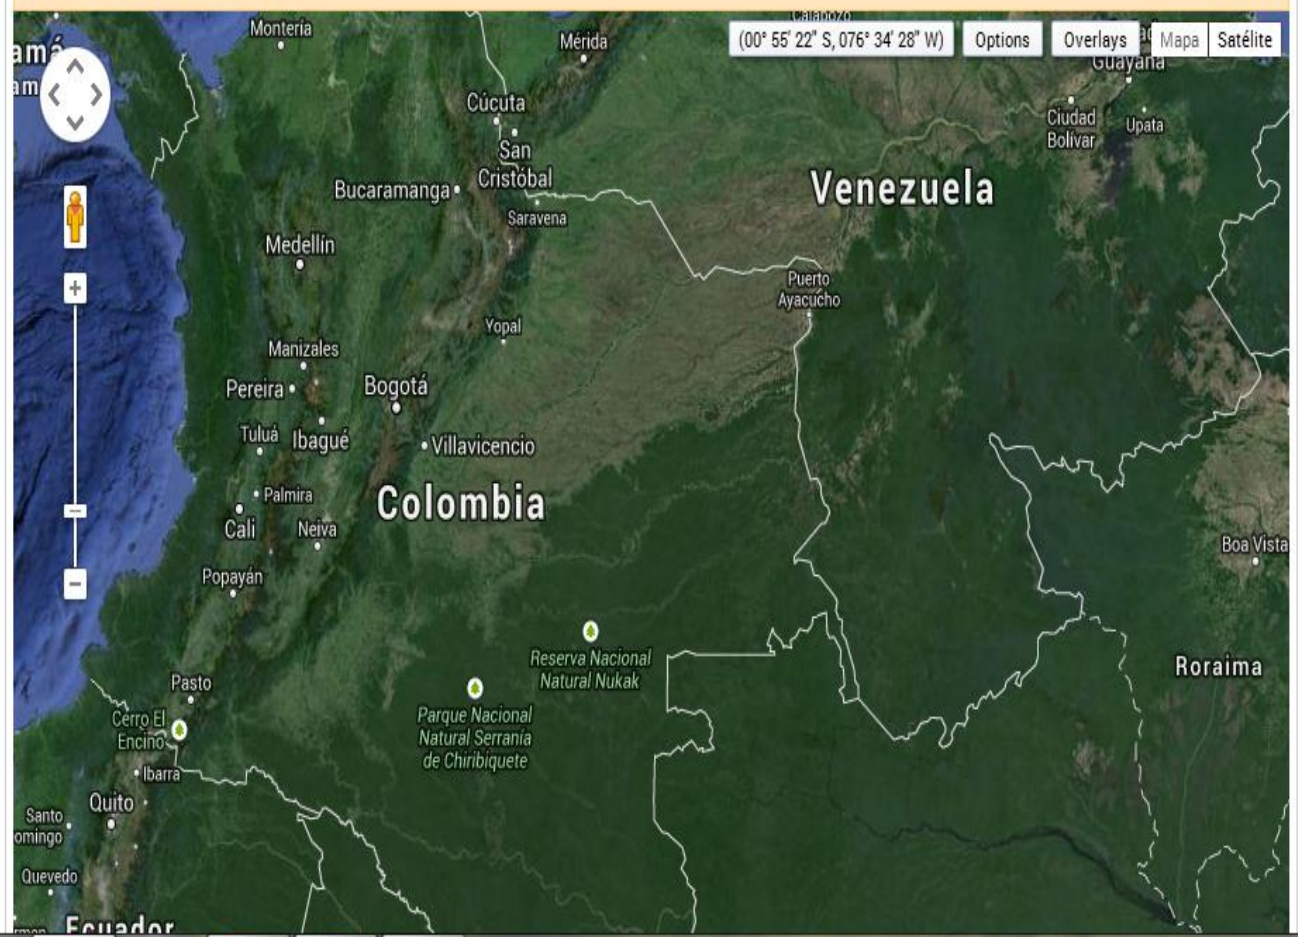 Montería
Mérida
(00° 55' 22" S, 076° 34' 28" W)
Options
Overlays
Mapa
Satélite
amá
am
Guayana
Cúcuta
Ciudad
Bolívar
Upata
San
Cristóbal
Bucaramanga
Venezuela
Saravena
Medellín
Puerto
Ayacucho
Yopal
Manizales
Pereira
Bogotá
Tuluá
Ibagué
Villavicencio
Palmira
Colombia
Cali
Neiva
Boa Vista
Popayán
Reserva Nacional
Natural Nukak
Roraima
Pasto
Parque Nacional
Natural Serranía
de Chiribiquete
Cerro El
Encino
Ibarra
Quito
Santo
omingo
Quevedo
Ecuador